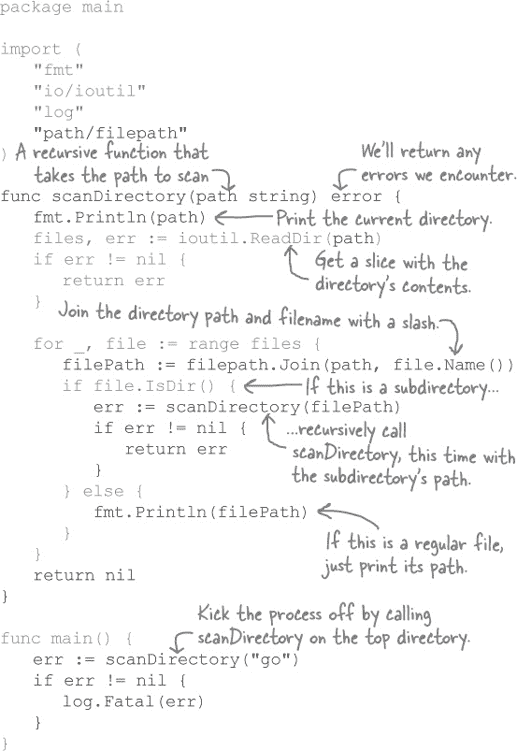 package main
import (
"fmt"
"io/ioutil"
"log"
"path/filepath"
)
A recursive function that
takes the path to scan
We'll return any
errors we encounter.
func scanDirectory(path string) error {
fmt.Println(path)
Print the current directory.
files, err := ioutil.ReadDir(path)
if err != nil {
Get a slice with the
directory's contents.
return err
}
Join the directory path and filename with a slash.
for _, file := range files {
filePath := filepath.Join(path, file.Name())
if file.IsDir() {
If this is a subdirectory...
err := scanDirectory(filePath)
if err != nil {
...recursively call
scanDirectory, this time with
the subdirectory's path.
return err
}
} else {
fmt.Println(filePath)
If this is a regular file,
just print its path.
}
}
return nil
}
Kick the process off by calling
scanDirectory on the top directory.
func main() {
err := scanDirectory("go")
if err != nil {
log.Fatal(err)
}
}